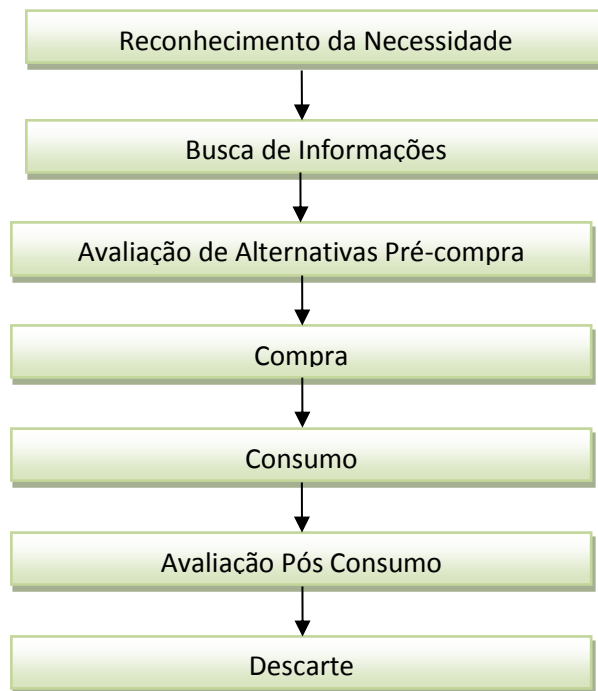 Reconhecimento da Necessidade
Busca de Informações
Avaliação de Alternativas Pré-compra
Compra
Consumo
Avaliação Pós Consumo
Descarte